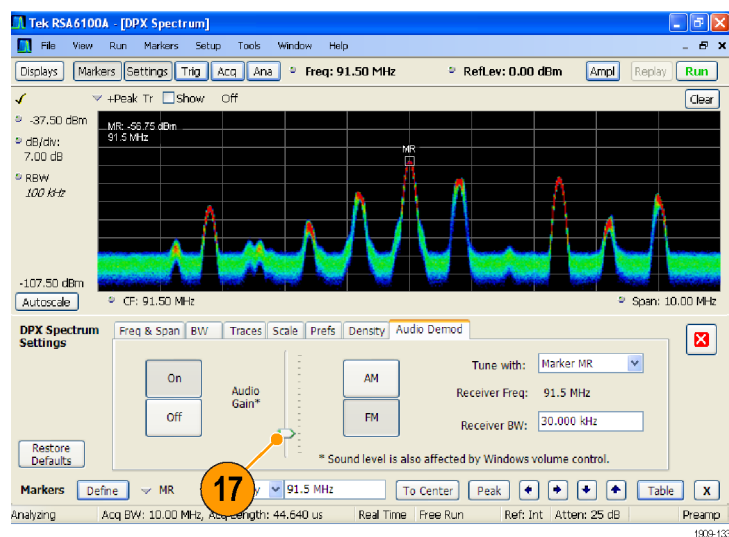 Tek RSA6100A - [DPX Spectrum]
File View Run Markers Setup Tools Window Help
Displays Markers Settings Trig Acq Ana Freq: 91.50 MHz RefLev: 0.00 dBm Ampl Replay Run
+Peak Tr Show Off Clear
-37.50 dBm
dB/div:
7.00 dB
RBW
100 kHz
-107.50 dBm
MR: -56.75 dBm
91.5 MHz
MR
Autoscale CF: 91.50 MHz Span: 10.00 MHz
DPX Spectrum
Settings
Freq & Span BW Traces Scale Prefs Density Audio Demod
On
Off
Audio
Gain*
AM
FM
Tune with: Marker MR
Receiver Freq: 91.5 MHz
Receiver BW: 30.000 kHz
* Sound level is also affected by Windows volume control.
Restore
Defaults
17
Markers Define MR 91.5 MHz To Center Peak Table X
Analyzing Acq BW: 10.00 MHz, Acq Length: 44.640 us Real Time Free Run Ref: Int Atten: 25 dB Preamp
1909-133